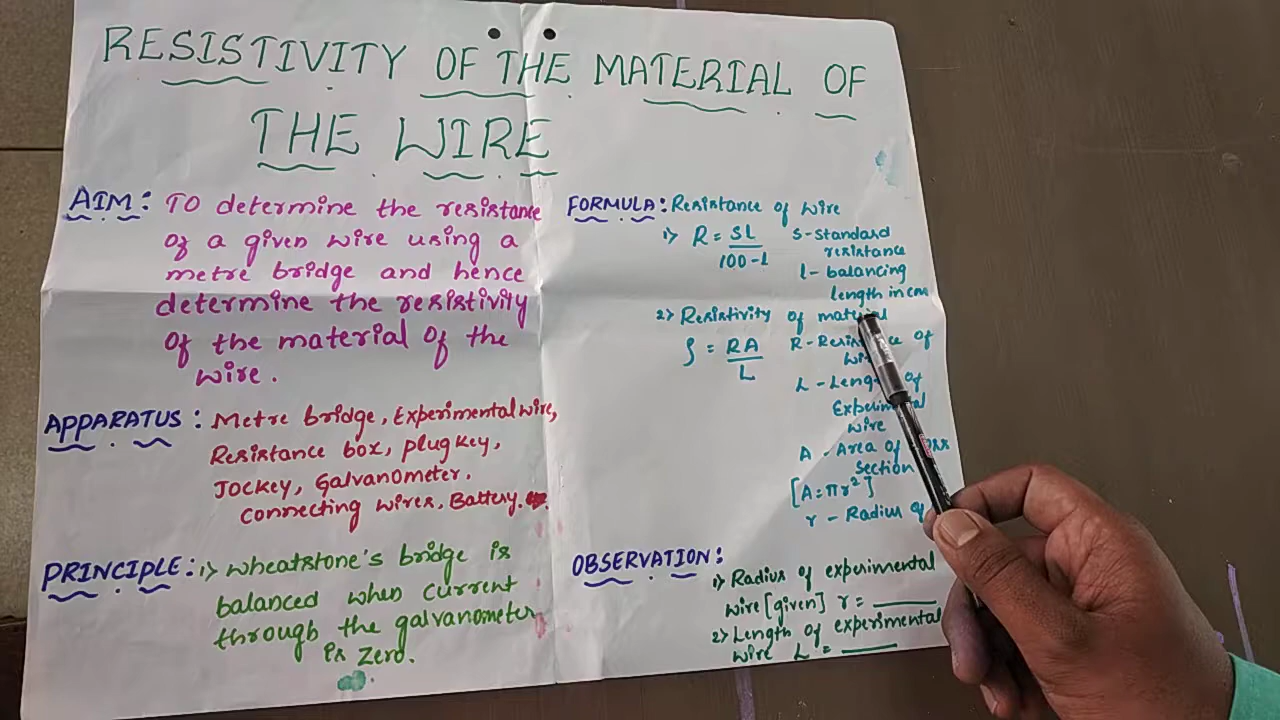 RESISTIVITY OF THE MATERIAL OF
THE WIRE
AIM: To determine the resistance
of a given wire using a
metre bridge and hence
determine the resistivity
of the material of the
wire.
APPARATUS: Metre bridge, Experimental wire,
Resistance box, plug key,
Jockey, Galvanometer.
connecting wires, Battery.
PRINCIPLE: 1) Wheatstone's bridge is
balanced when current
through the galvanometer
is zero.
FORMULA: Resistance of wire
1) R = SL / 100-L
S-standard
resistance
l- balancing
length in cm
2) Resistivity of material
ρ = RA / L
R-Resistance of
wire
L -Length of
Experimental
wire
A - Area of
section
[A=πr²]
r - Radius of
OBSERVATION:
1) Radius of experimental
wire [given] r = ______
2) Length of experimental
wire L = ______